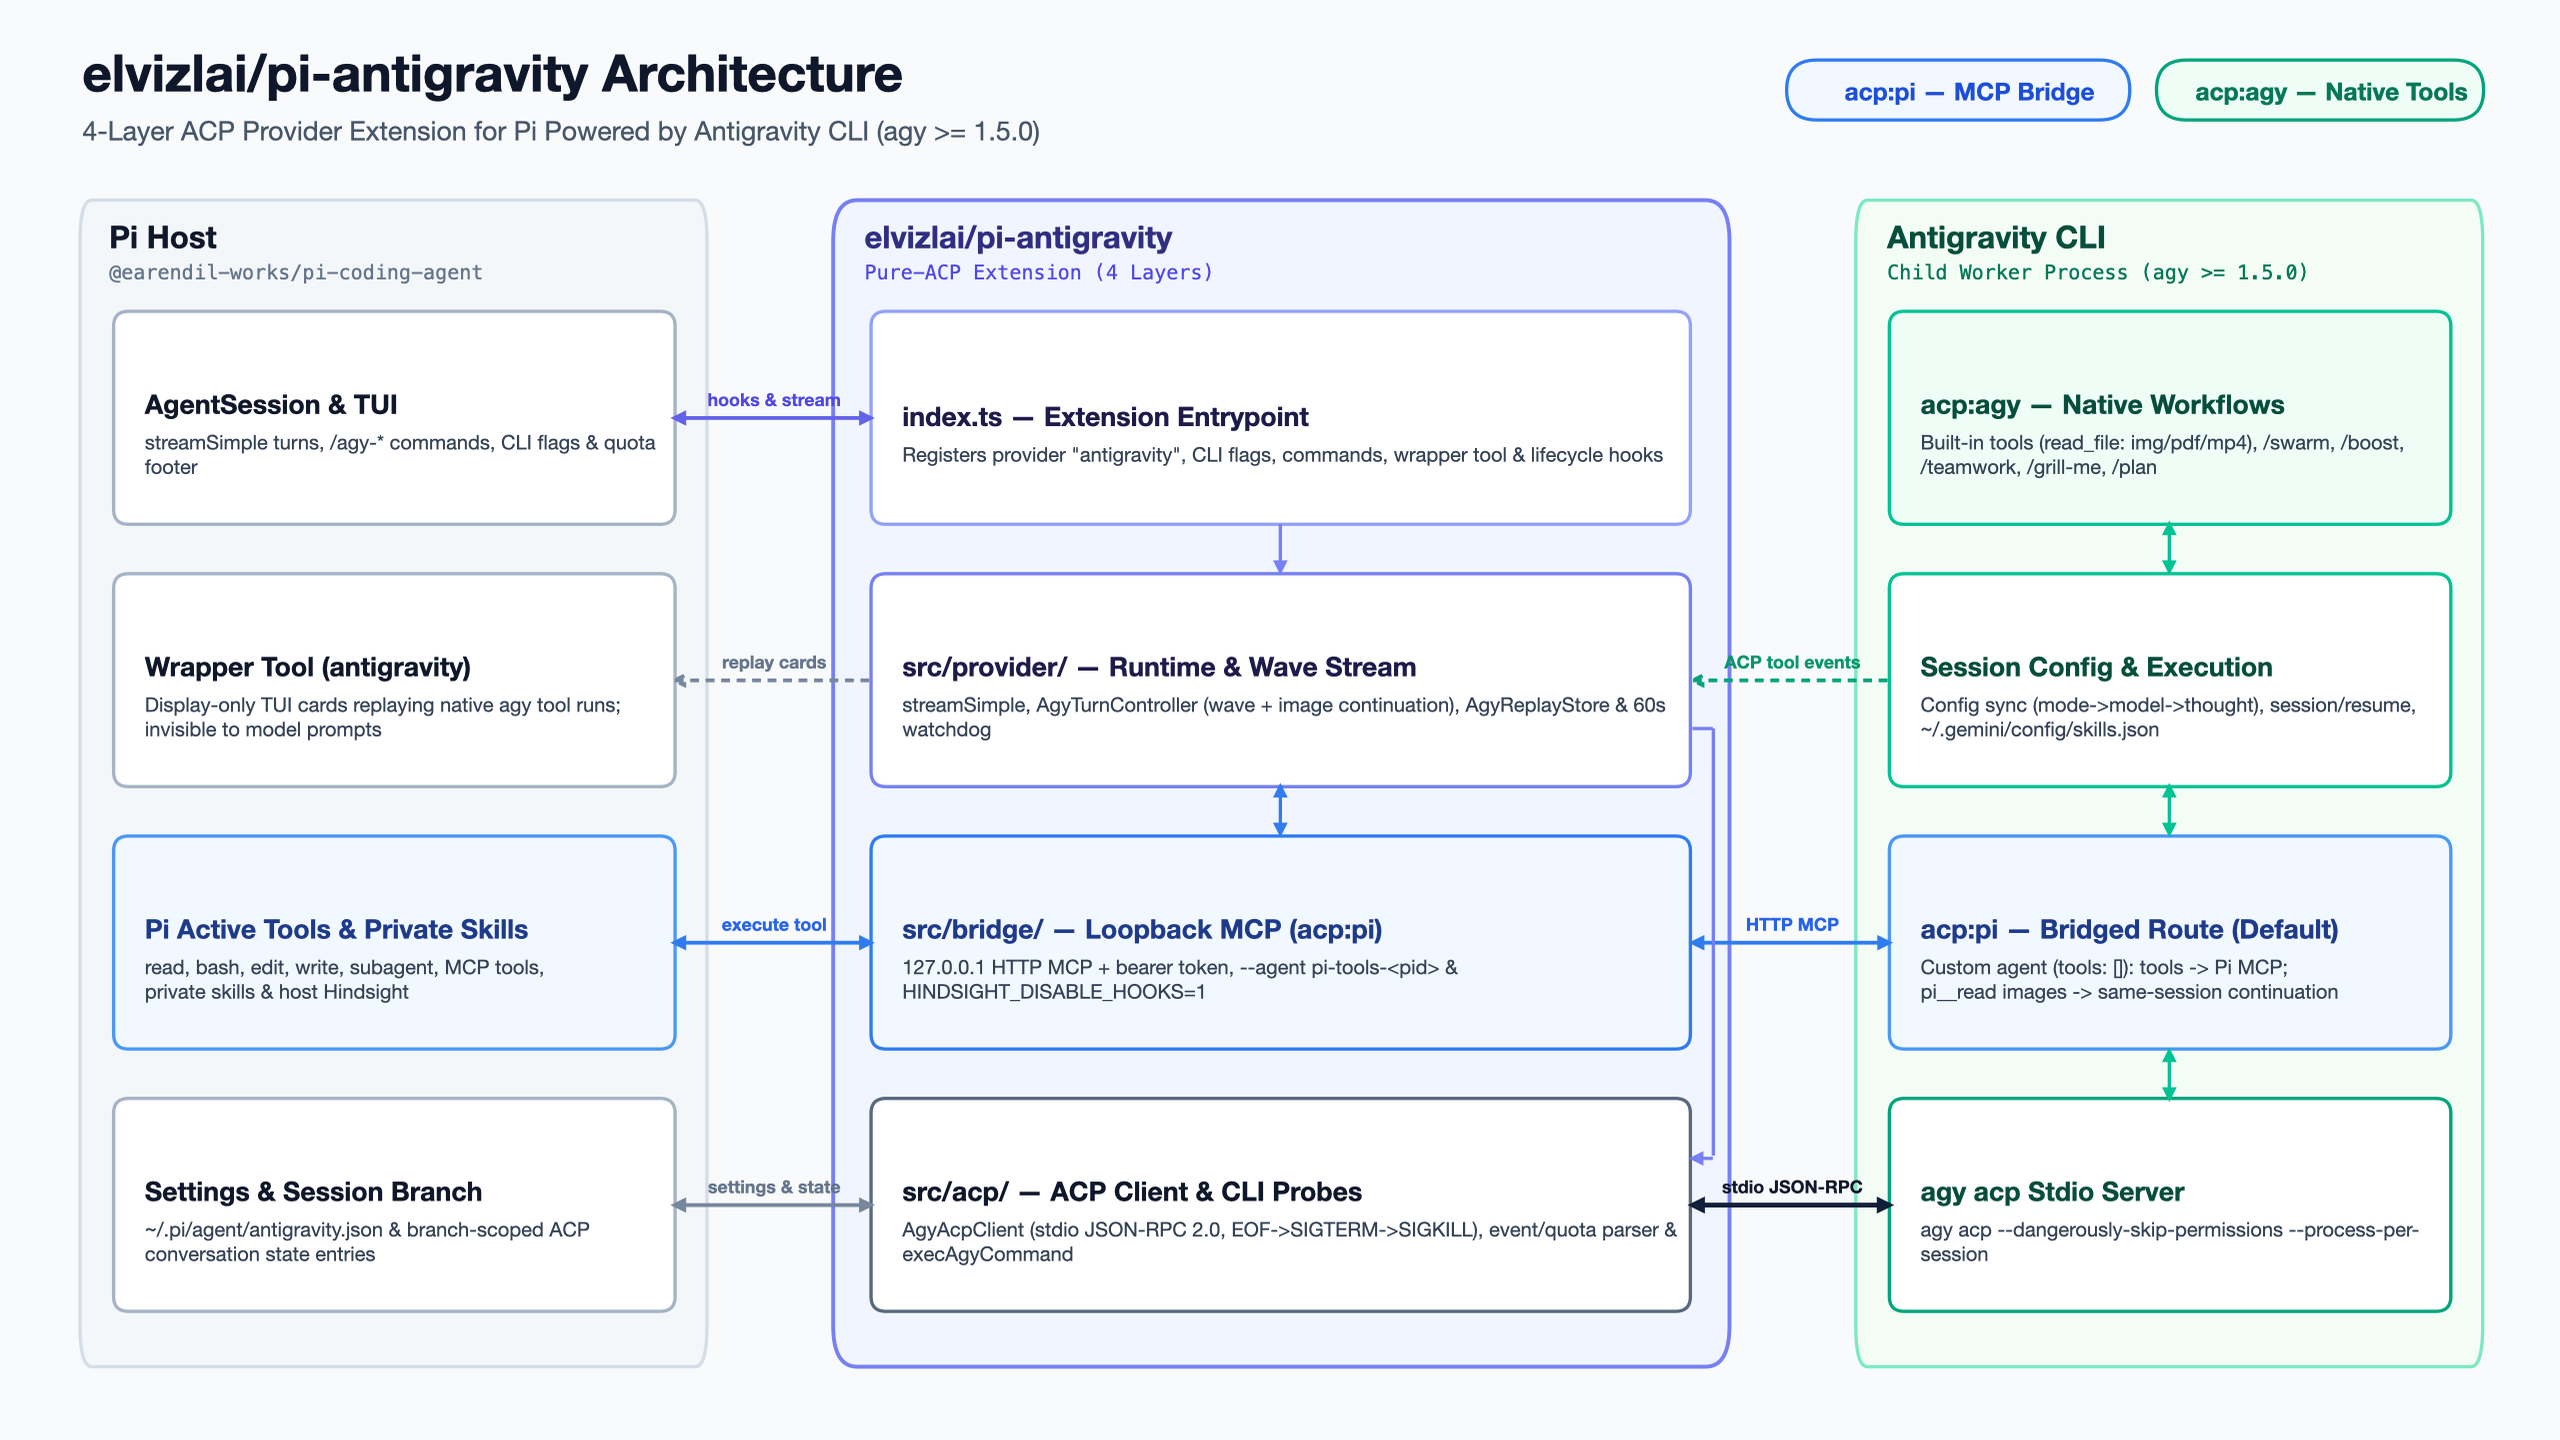 elvizlai/pi-antigravity Architecture
4-Layer ACP Provider Extension for Pi Powered by Antigravity CLI (agy >= 1.5.0)
acp:pi — MCP Bridge
acp:agy — Native Tools
Pi Host
@earendil-works/pi-coding-agent
AgentSession & TUI
streamSimple turns, /agy-* commands, CLI flags & quota
footer
Wrapper Tool (antigravity)
Display-only TUI cards replaying native agy tool runs;
invisible to model prompts
Pi Active Tools & Private Skills
read, bash, edit, write, subagent, MCP tools,
private skills & host Hindsight
Settings & Session Branch
~/.pi/agent/antigravity.json & branch-scoped ACP
conversation state entries
hooks & stream
replay cards
execute tool
settings & state
elvizlai/pi-antigravity
Pure-ACP Extension (4 Layers)
index.ts — Extension Entrypoint
Registers provider "antigravity", CLI flags, commands, wrapper tool & lifecycle hooks
src/provider/ — Runtime & Wave Stream
streamSimple, AgyTurnController (wave + image continuation), AgyReplayStore & 60s
watchdog
src/bridge/ — Loopback MCP (acp:pi)
127.0.0.1 HTTP MCP + bearer token, --agent pi-tools-<pid> &
HINDSIGHT_DISABLE_HOOKS=1
src/acp/ — ACP Client & CLI Probes
AgyAcpClient (stdio JSON-RPC 2.0, EOF->SIGTERM->SIGKILL), event/quota parser &
execAgyCommand
ACP tool events
HTTP MCP
stdio JSON-RPC
Antigravity CLI
Child Worker Process (agy >= 1.5.0)
acp:agy — Native Workflows
Built-in tools (read_file: img/pdf/mp4), /swarm, /boost,
/teamwork, /grill-me, /plan
Session Config & Execution
Config sync (mode->model->thought), session/resume,
~/.gemini/config/skills.json
acp:pi — Bridged Route (Default)
Custom agent (tools: []): tools -> Pi MCP;
pi__read images -> same-session continuation
agy acp Stdio Server
agy acp --dangerously-skip-permissions --process-per-
session